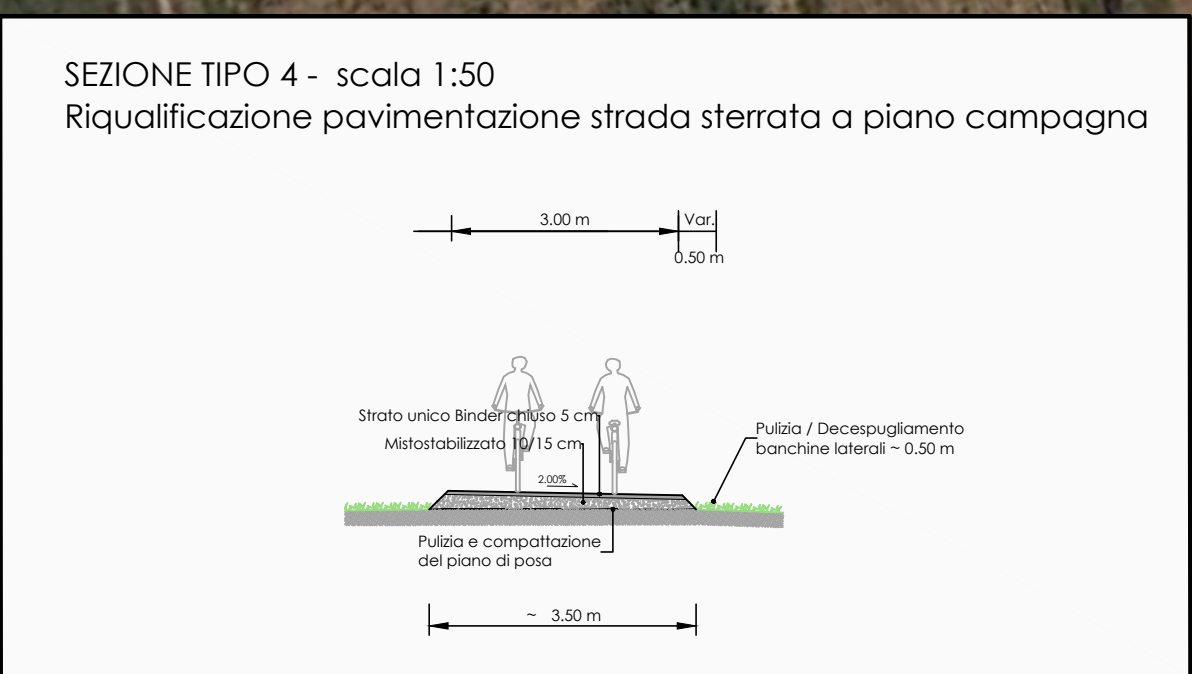 SEZIONE TIPO 4 - scala 1:50
Riqualificazione pavimentazione strada sterrata a piano campagna
3.00 m
Var.
0.50 m
Strato unico Binder chiuso 5 cm
Mistostabilizzato 10/15 cm
Pulizia / Decespugliamento
banchine laterali ~ 0.50 m
2.00%
Pulizia e compattazione
del piano di posa
~ 3.50 m